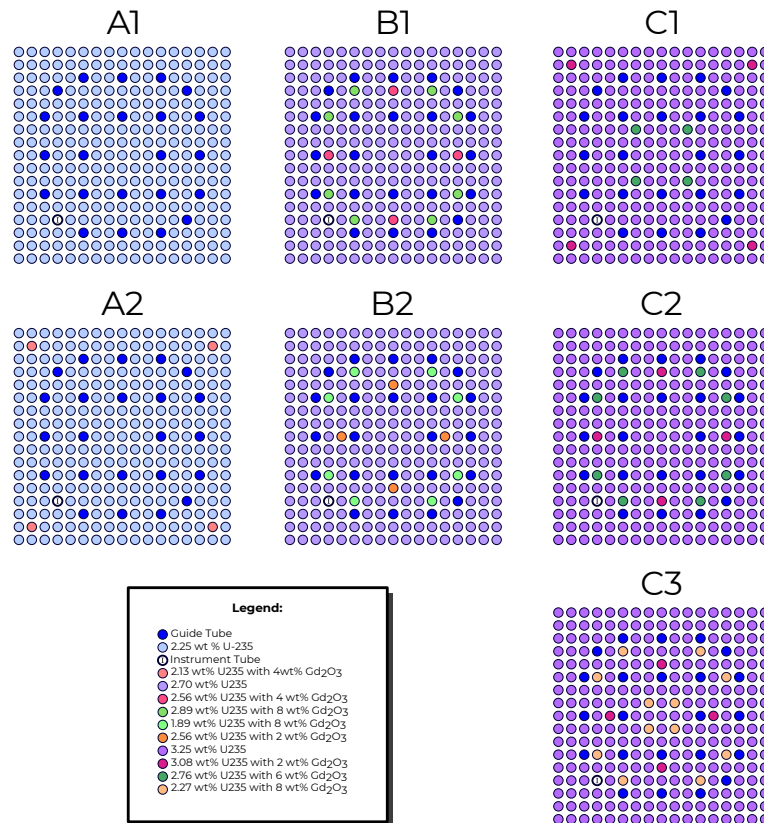 A1 B1 C1
A2 B2 C2
C3
Legend:
Guide Tube
2.25 wt % U-235
Instrument Tube
2.13 wt% U235 with 4wt% Gd₂O₃
2.70 wt% U235
2.56 wt% U235 with 4 wt% Gd₂O₃
2.89 wt% U235 with 8 wt% Gd₂O₃
1.89 wt% U235 with 8 wt% Gd₂O₃
2.56 wt% U235 with 2 wt% Gd₂O₃
3.25 wt% U235
3.08 wt% U235 with 2 wt% Gd₂O₃
2.76 wt% U235 with 6 wt% Gd₂O₃
2.27 wt% U235 with 8 wt% Gd₂O₃